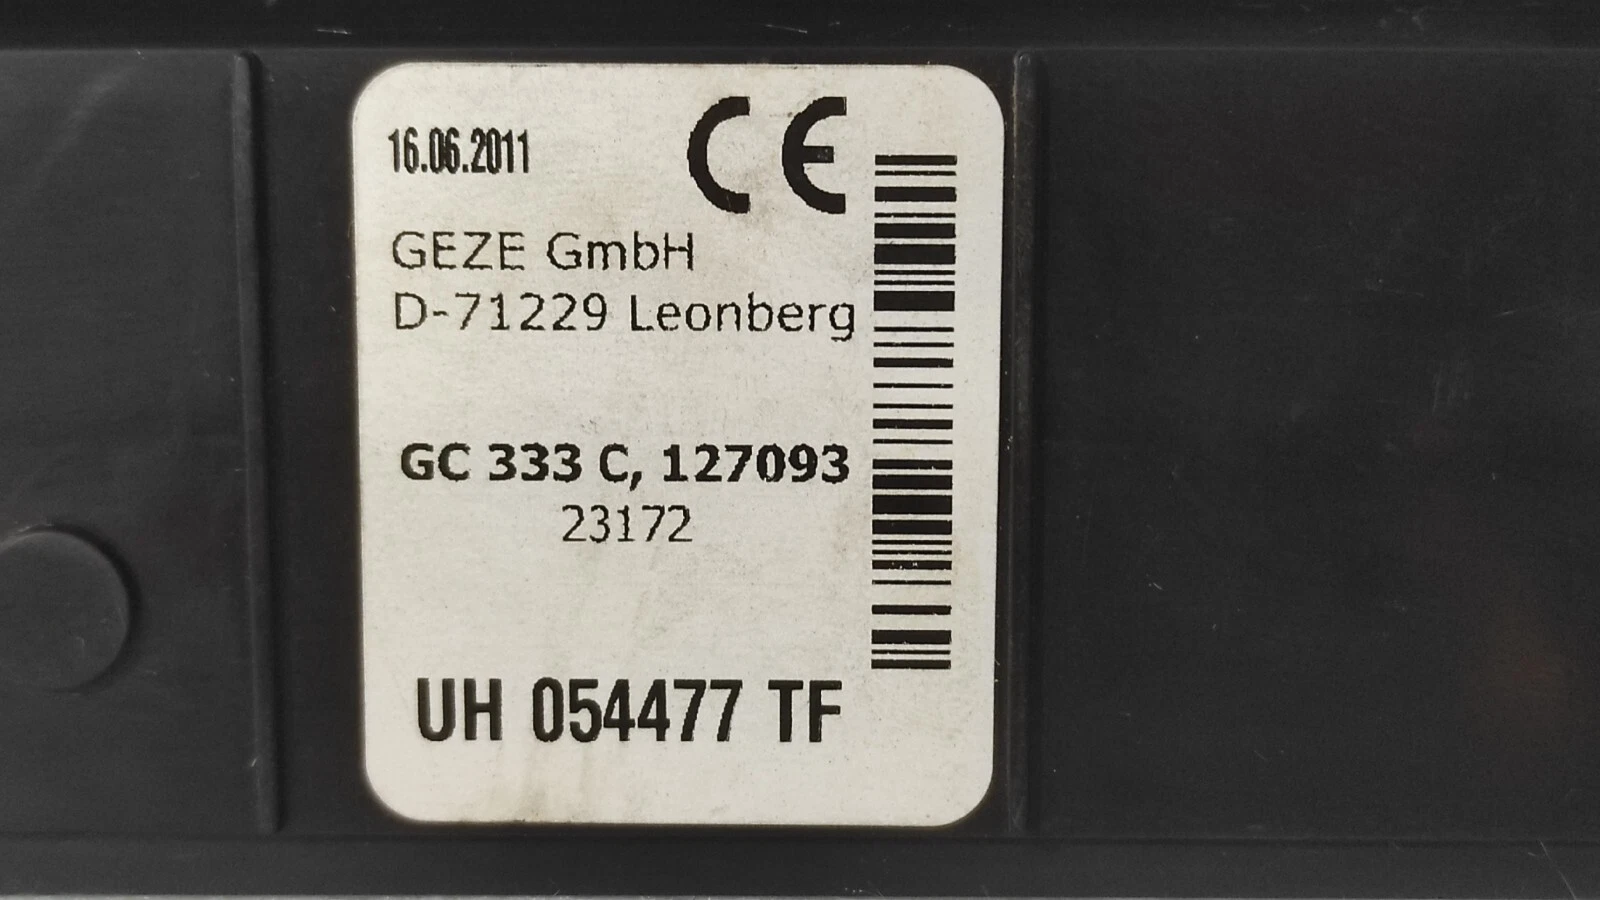 16.06.2011
CE
GEZE GmbH
D-71229 Leonberg
GC 333 C, 127093
23172
UH 054477 TF